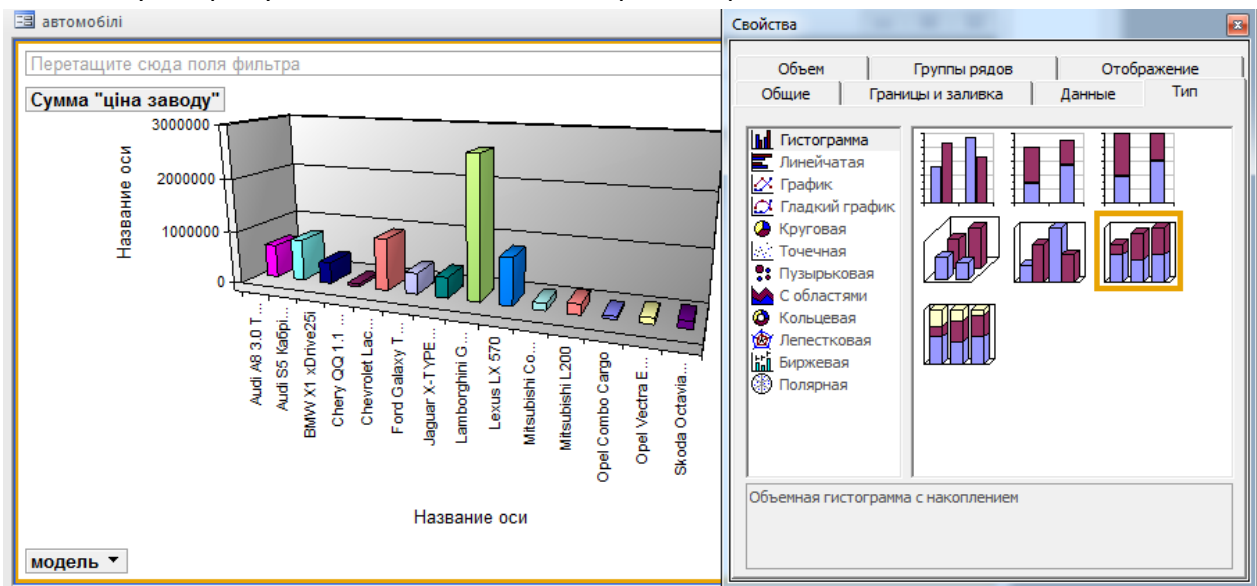 автомобілі
Перетащите сюда поля фильтра
Сумма "ціна заводу"
3000000
2000000
1000000
0
Название оси
Audi A8 3.0 T ...
Audi S5 Кабрі...
BMW X1 xDrive25i
Chery QQ 1.1 ...
Chevrolet Lac...
Ford Galaxy T...
Jaguar X-TYPE...
Lamborghini G...
Lexus LX 570
Mitsubishi Co...
Mitsubishi L200
Opel Combo Cargo
Opel Vectra E...
Skoda Octavia...
Название оси
модель
Свойства
Объем Группы рядов Отображение
Общие Границы и заливка Данные Тип
Гистограмма
Линейчатая
График
Гладкий график
Круговая
Точечная
Пузырьковая
С областями
Кольцевая
Лепестковая
Биржевая
Полярная
Объемная гистограмма с накоплением